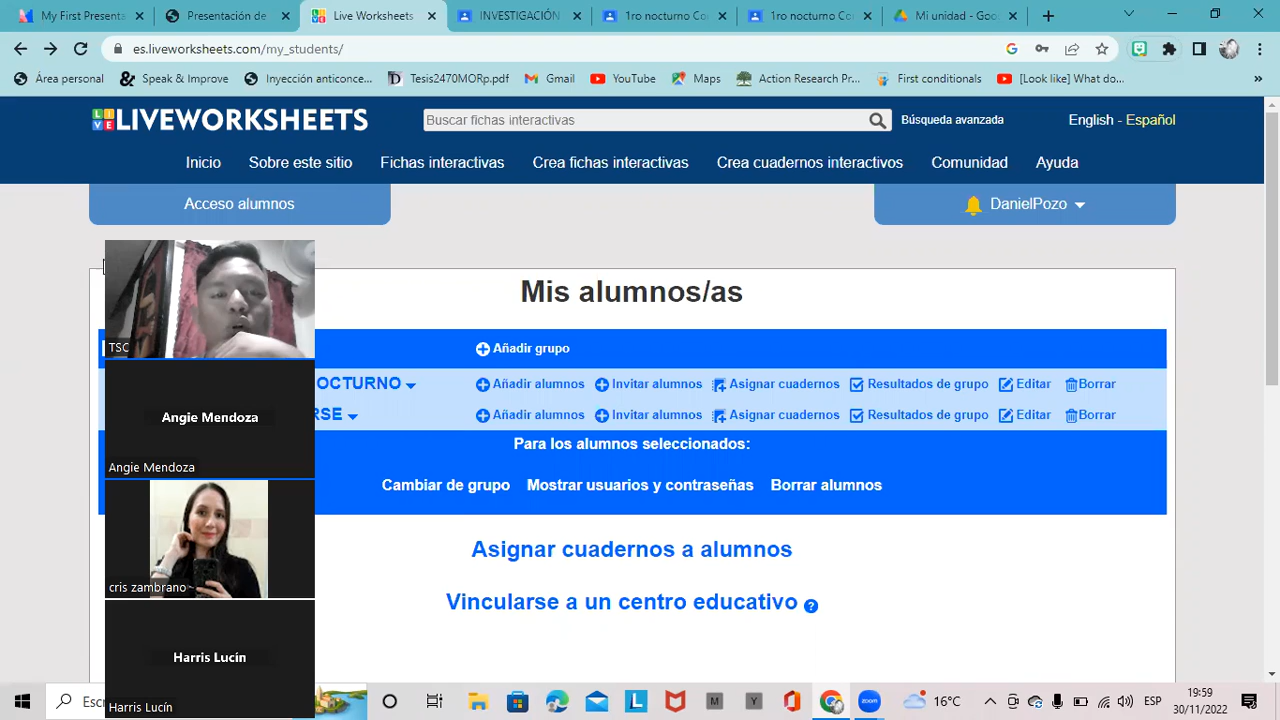 My First Present
Presentación de
Live Worksheets
INVESTIGACIÓN
1ro nocturno Co
1ro nocturno Co
Mi unidad - Goo
es.liveworksheets.com/my_students/
Área personal
Speak & Improve
Inyección anticonce...
Tesis2470MORp.pdf
Gmail
YouTube
Maps
Action Research Pr...
First conditionals
[Look like] What do...
»
LIVEWORKSHEETS
Buscar fichas interactivas
Búsqueda avanzada
English - Español
Inicio
Sobre este sitio
Fichas interactivas
Crea fichas interactivas
Crea cuadernos interactivos
Comunidad
Ayuda
Acceso alumnos
DanielPozo
Mis alumnos/as
Añadir grupo
OCTURNO
Añadir alumnos
Invitar alumnos
Asignar cuadernos
Resultados de grupo
Editar
Borrar
RSE
Añadir alumnos
Invitar alumnos
Asignar cuadernos
Resultados de grupo
Editar
Borrar
Para los alumnos seleccionados:
Cambiar de grupo
Mostrar usuarios y contraseñas
Borrar alumnos
Asignar cuadernos a alumnos
Vincularse a un centro educativo ?
TSC
Angie Mendoza
Angie Mendoza
cris zambrano~
Harris Lucín
Harris Lucín
Esc
L
M
Y
zoom
16°C
ESP
19:59
30/11/2022